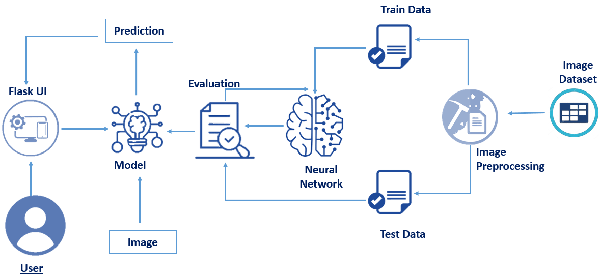 Train Data
Prediction
Image
Dataset
Flask UI
Evaluation
Model
Neural
Network
Image
Preprocessing
Image
Test Data
User